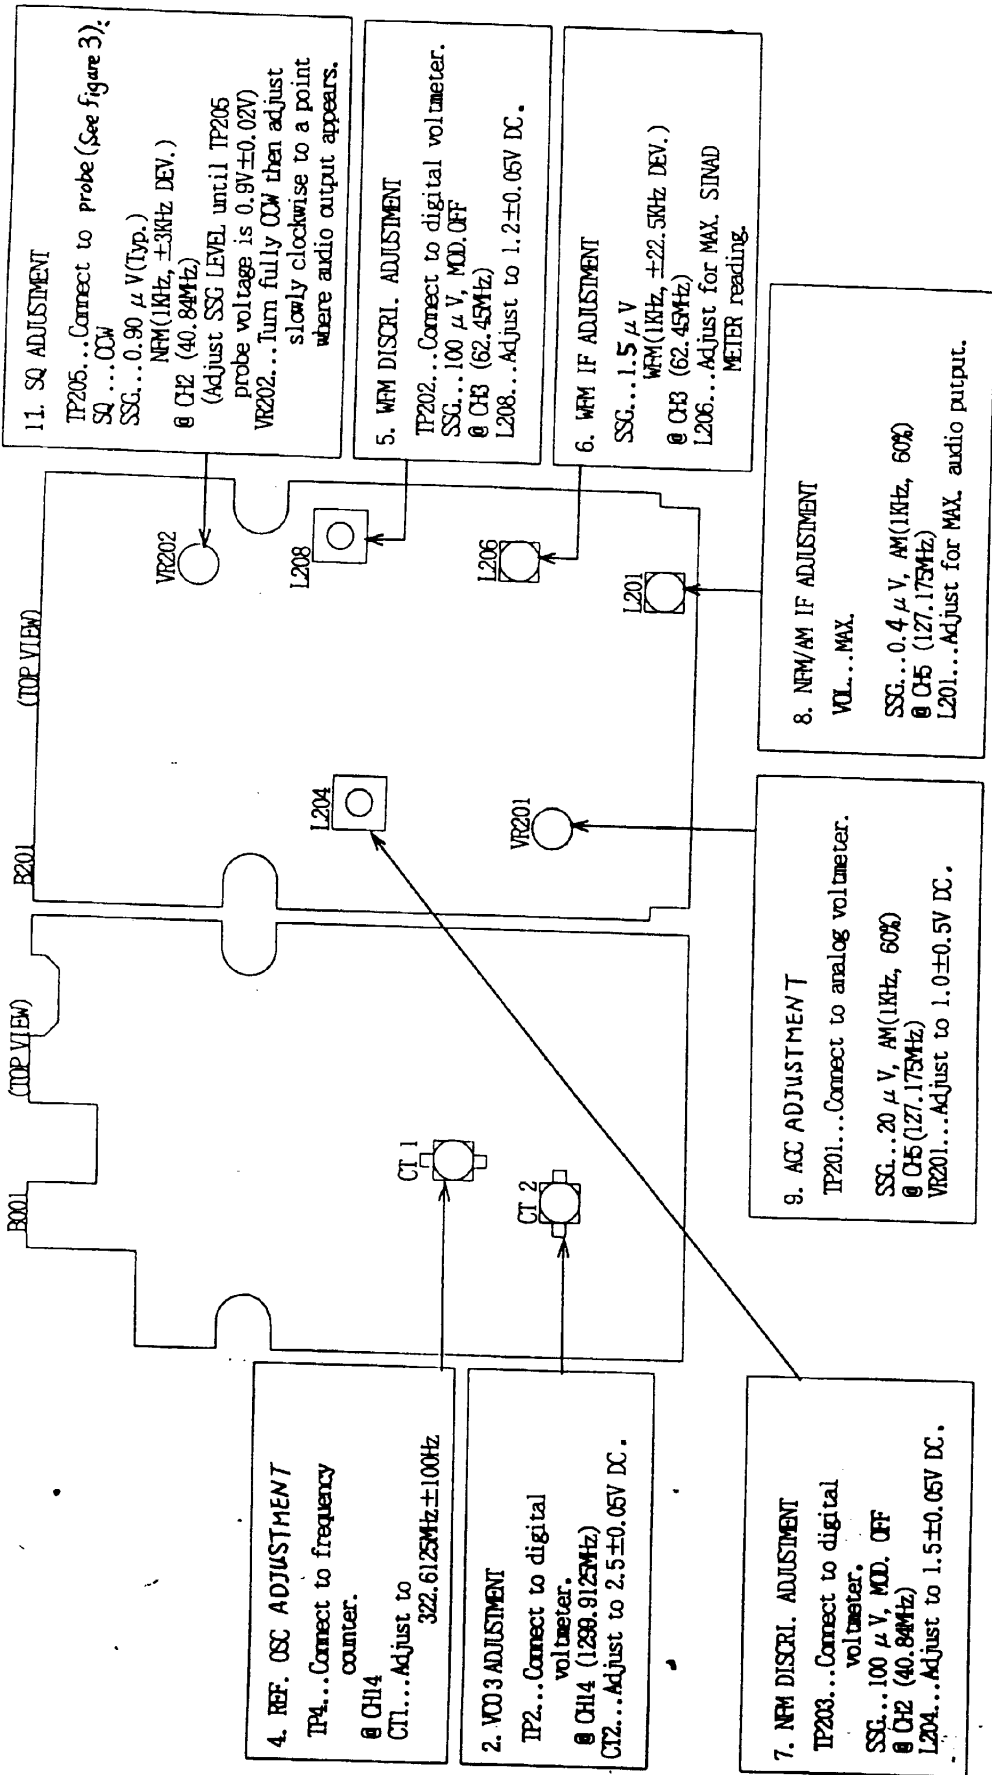 B001
(TOP VIEW)
B201
(TOP VIEW)
4. REF. OSC ADJUSTMENT
TP4...Connect to frequency
counter.
@ CH14
CT1...Adjust to
322.6125MHz±100Hz
2. VCO 3 ADJUSTMENT
TP2...Connect to digital
voltmeter.
@ CH14 (1299.9125MHz)
CT2...Adjust to 2.5±0.05V DC.
7. NFM DISCRI. ADJUSTMENT
TP203...Connect to digital
voltmeter.
SSG...100 μV, MOD. OFF
@ CH2 (40.84MHz)
L204...Adjust to 1.5±0.05V DC.
CT 1
CT 2
L204
VR201
VR202
L208
L206
L201
9. AGC ADJUSTMENT
TP201...Connect to analog voltmeter.
SSG...20 μV, AM(1KHz, 60%)
@ CH5 (127.175MHz)
VR201...Adjust to 1.0±0.5V DC.
8. NFM/AM IF ADJUSTMENT
VOL...MAX.
SSG...0.4 μV, AM(1KHz, 60%)
@ CH5 (127.175MHz)
L201...Adjust for MAX. audio output.
11. SQ ADJUSTMENT
TP205...Connect to probe (See figure 3).
SQ ...CCW
SSG...0.90 μV(Typ.)
NFM(1KHz, ±3KHz DEV.)
@ CH2 (40.84MHz)
(Adjust SSG LEVEL until TP205
probe voltage is 0.9V±0.02V)
VR202...Turn fully CCW then adjust
slowly clockwise to a point
where audio output appears.
5. WFM DISCRI. ADJUSTMENT
TP202...Connect to digital voltmeter.
SSG...100 μV, MOD.OFF
@ CH3 (62.45MHz)
L208...Adjust to 1.2±0.05V DC.
6. WFM IF ADJUSTMENT
SSG...1.5 μV
WFM(1KHz, ±22.5KHz DEV.)
@ CH3 (62.45MHz)
L206...Adjust for MAX. SINAD
METER reading.